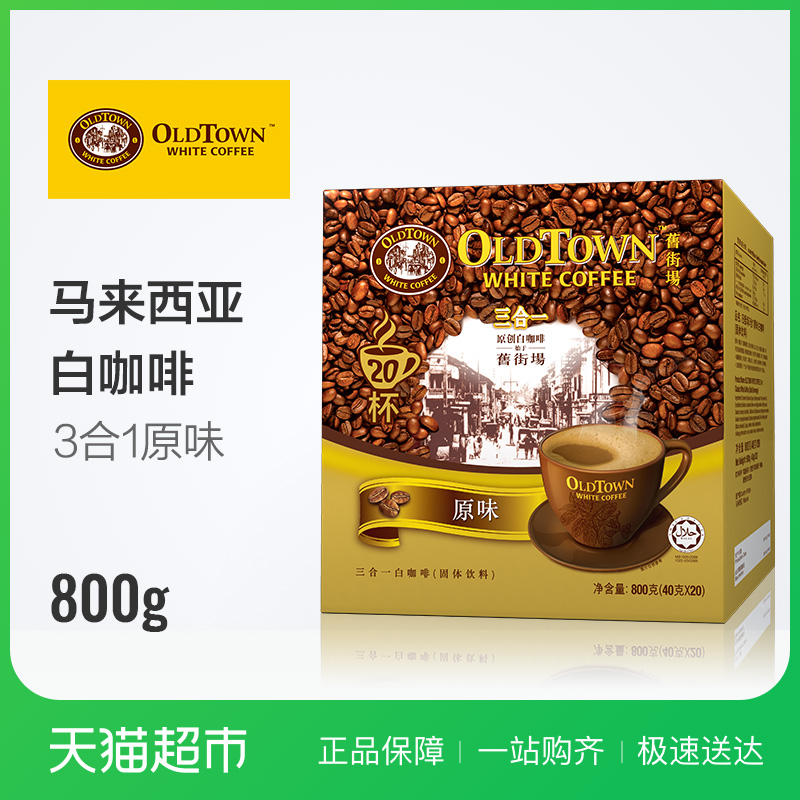 OLDTOWN™
WHITE COFFEE
OLDTOWN
WHITE COFFEE
马来西亚
白咖啡
3合1原味
800g
OLDTOWN
WHITE COFFEE
OLDTOWN™
WHITE COFFEE
舊街場
三合一
原创白咖啡
始于
舊街場
20
杯
OLDTOWN
WHITE COFFEE
原味
三合一白咖啡(固体饮料)
净含量: 800克(40克X20)
天猫超市
正品保障 | 一站购齐 | 极速送达